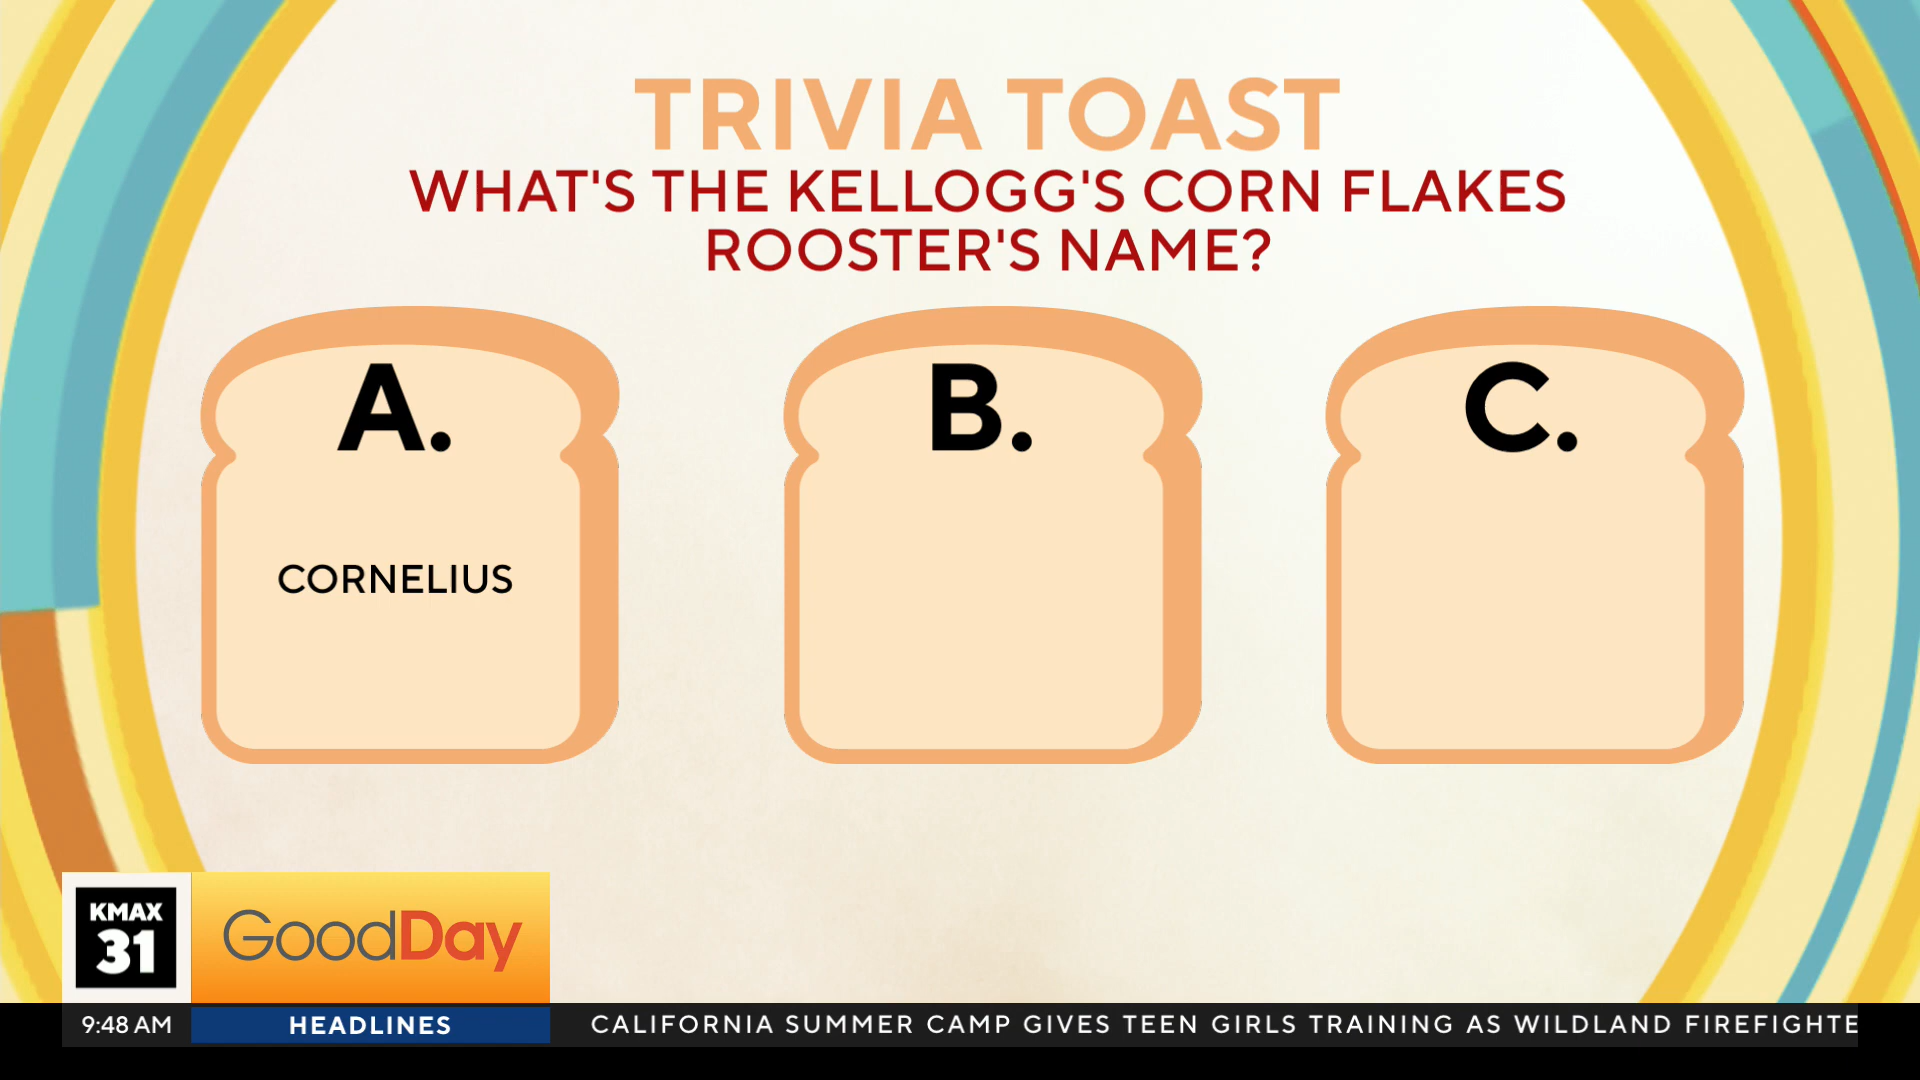 TRIVIA TOAST
WHAT'S THE KELLOGG'S CORN FLAKES
ROOSTER'S NAME?
A.
B.
C.
CORNELIUS
KMAX
31
GoodDay
9:48 AM
HEADLINES
CALIFORNIA SUMMER CAMP GIVES TEEN GIRLS TRAINING AS WILDLAND FIREFIGHTE